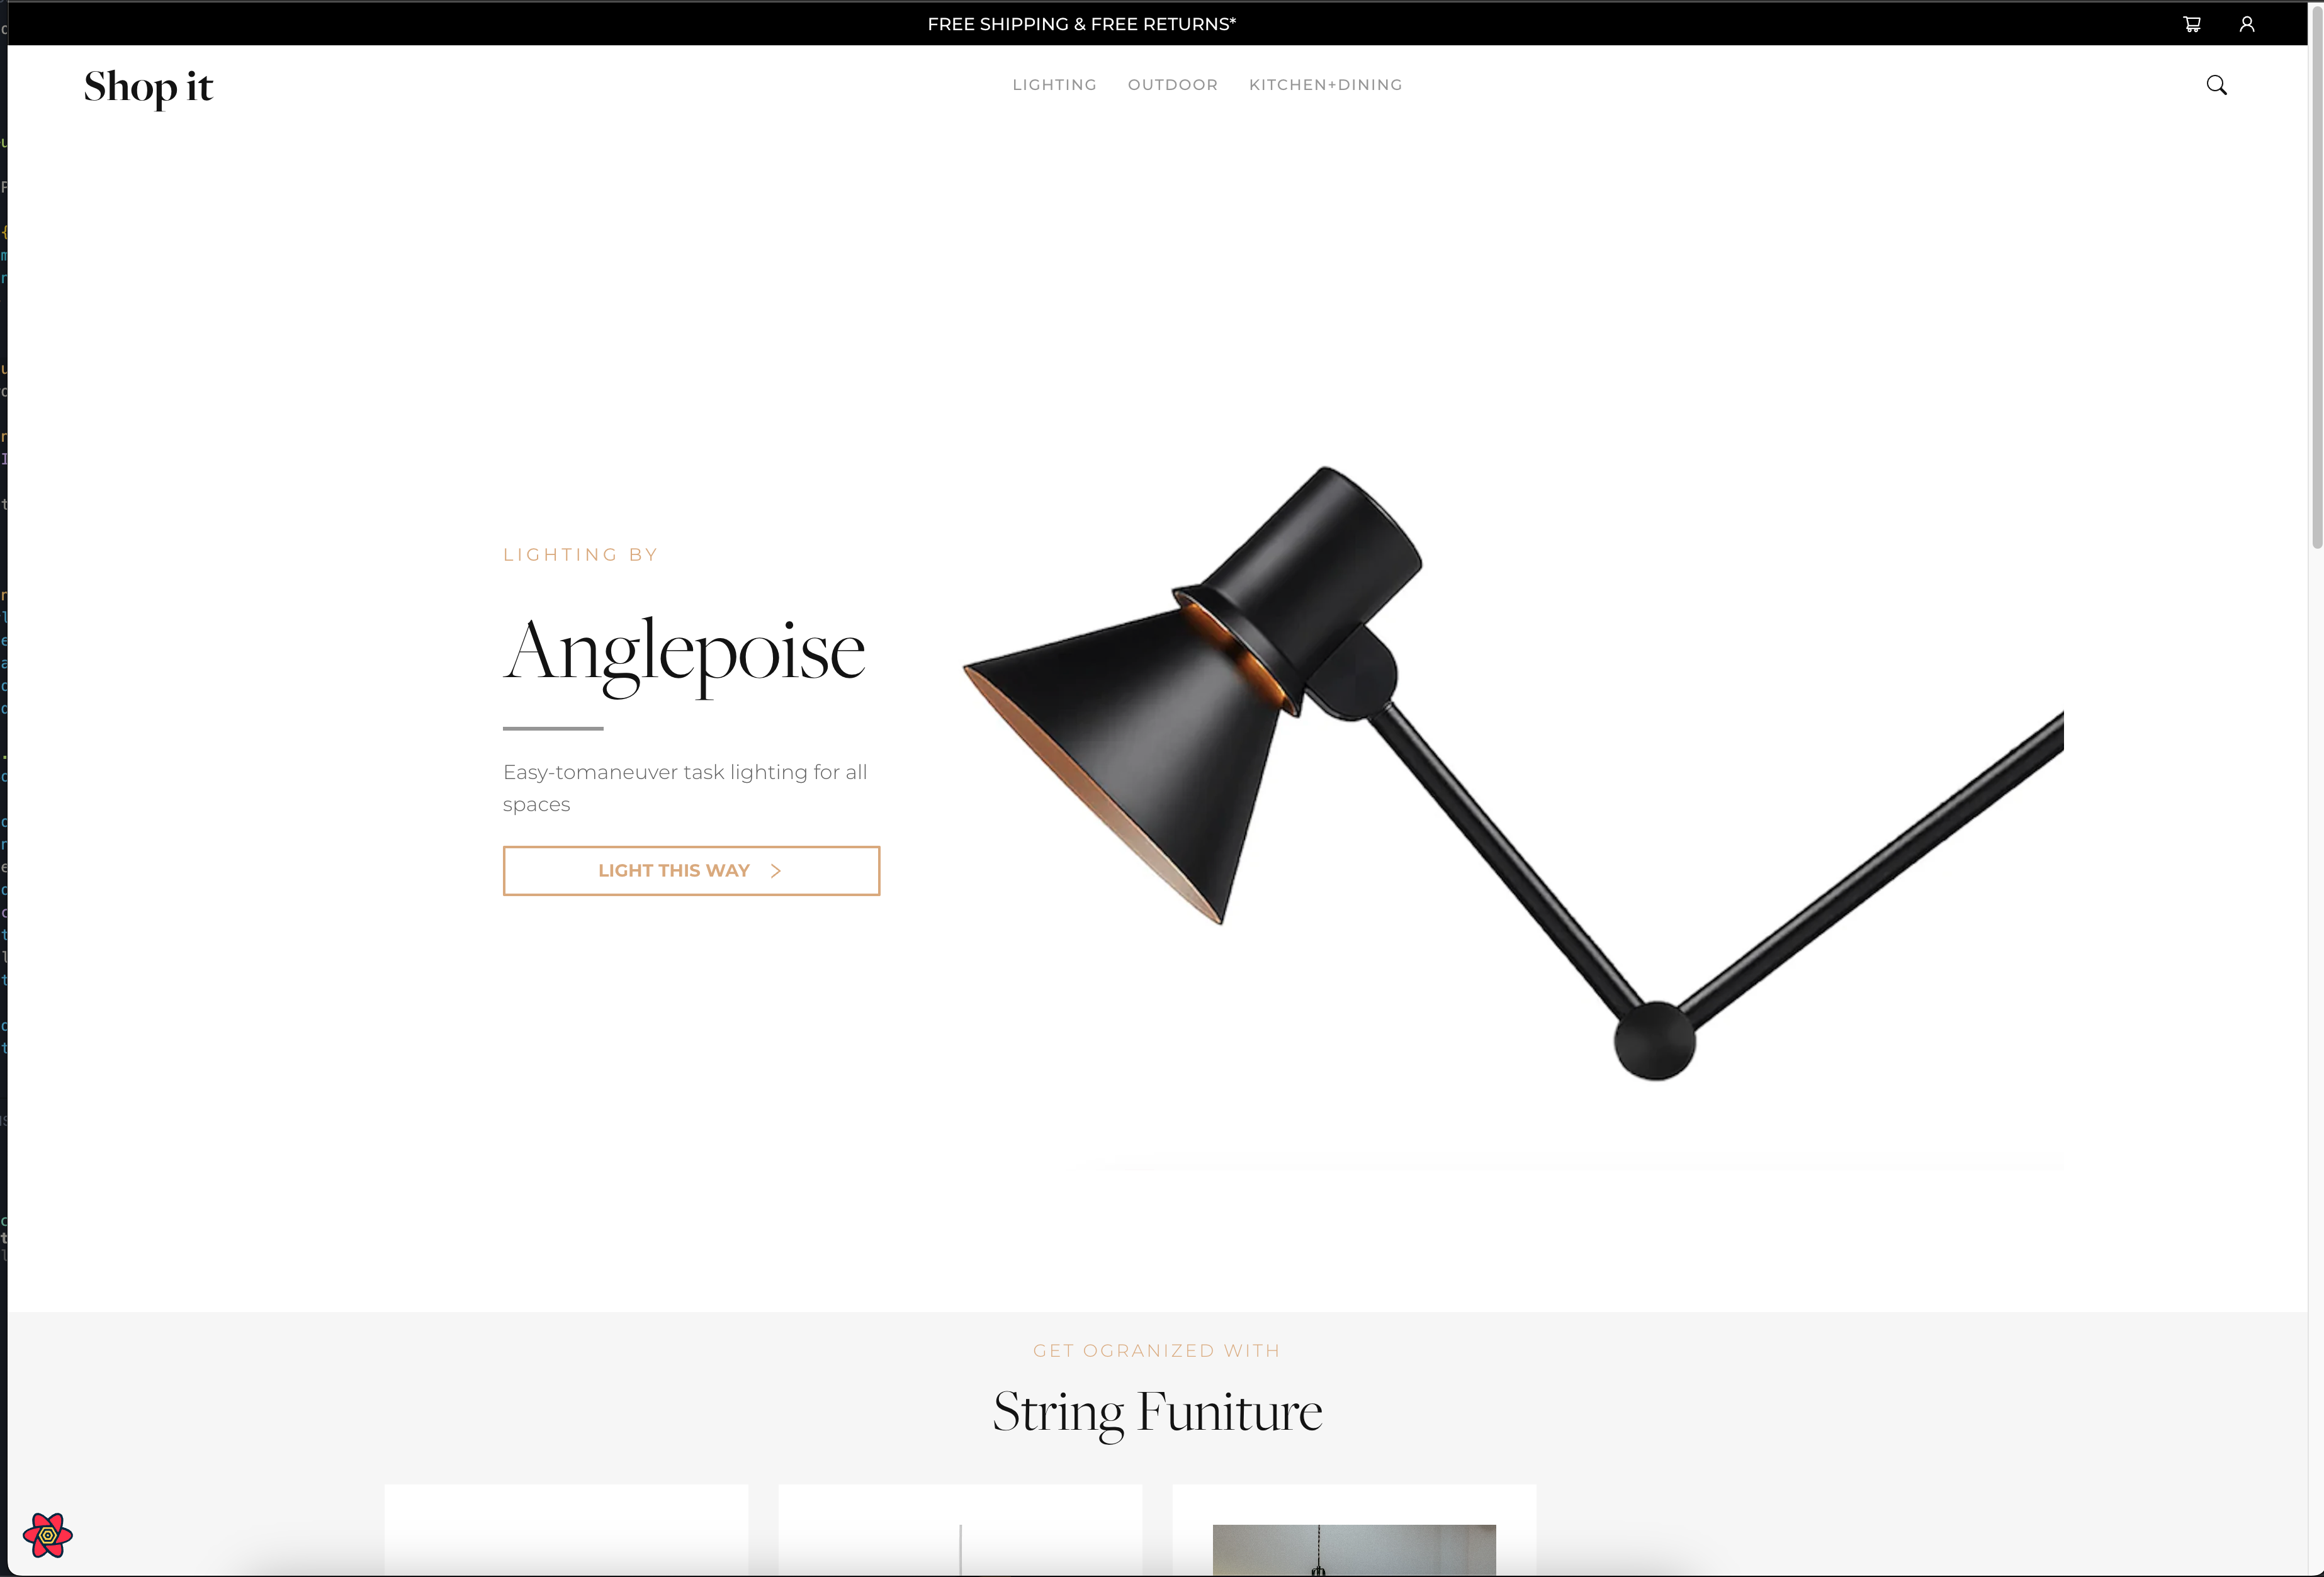 FREE SHIPPING & FREE RETURNS*
Shop it
LIGHTING OUTDOOR KITCHEN+DINING
LIGHTING BY
Anglepoise
Easy-tomaneuver task lighting for all
spaces
LIGHT THIS WAY
GET OGRANIZED WITH
String Funiture